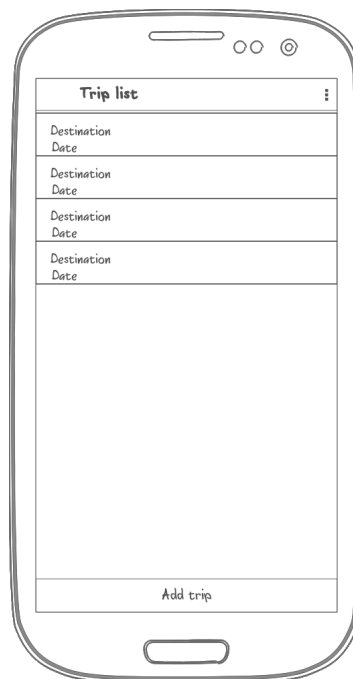 Trip list
Destination
Date
Destination
Date
Destination
Date
Destination
Date
Add trip